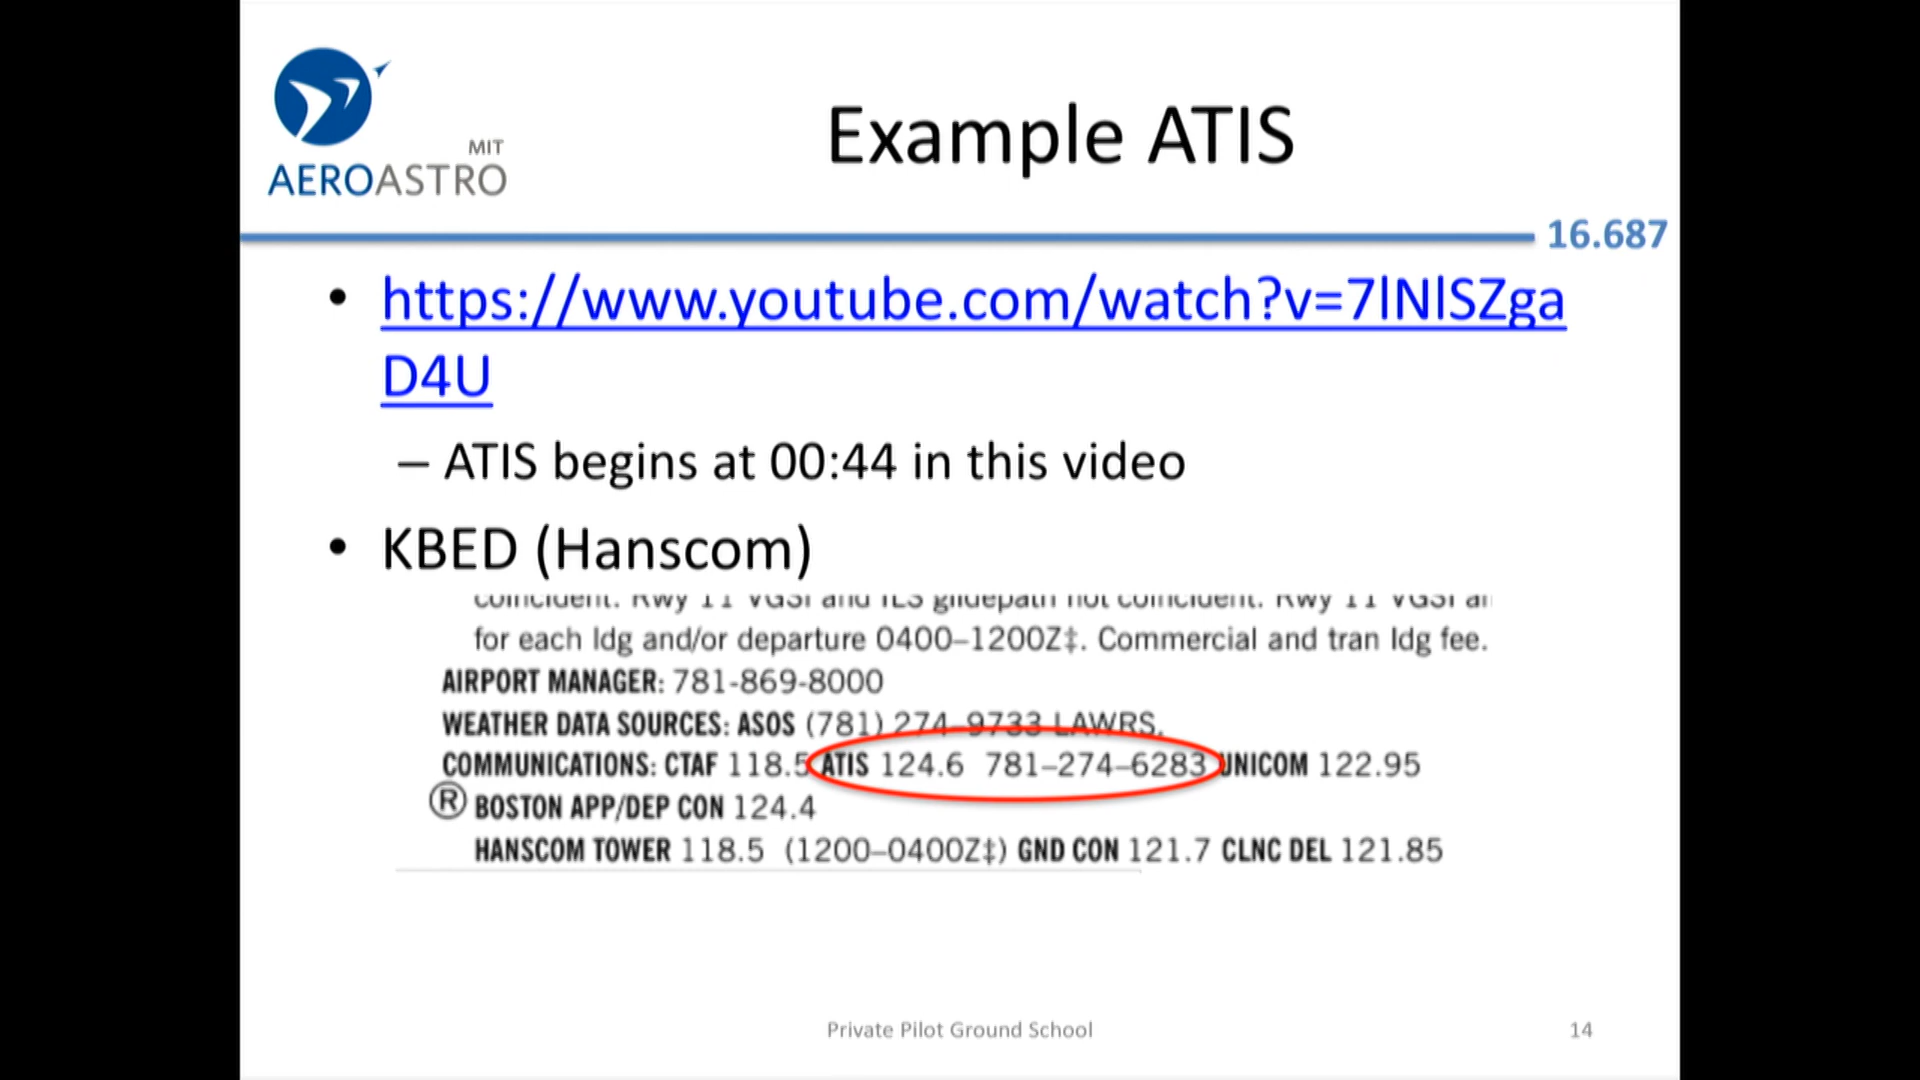 MIT
AEROASTRO
Example ATIS
16.687
• https://www.youtube.com/watch?v=7lNlSZga
D4U
– ATIS begins at 00:44 in this video
• KBED (Hanscom)
coincident. Rwy 11 VGSI and ILS glidepath not coincident. Rwy 11 VGSI
for each ldg and/or departure 0400–1200Z‡. Commercial and tran ldg fee.
AIRPORT MANAGER: 781-869-8000
WEATHER DATA SOURCES: ASOS (781) 274–9733 LAWRS.
COMMUNICATIONS: CTAF 118.5 ATIS 124.6 781–274–6283 UNICOM 122.95
Ⓡ BOSTON APP/DEP CON 124.4
HANSCOM TOWER 118.5 (1200–0400Z‡) GND CON 121.7 CLNC DEL 121.85
Private Pilot Ground School
14